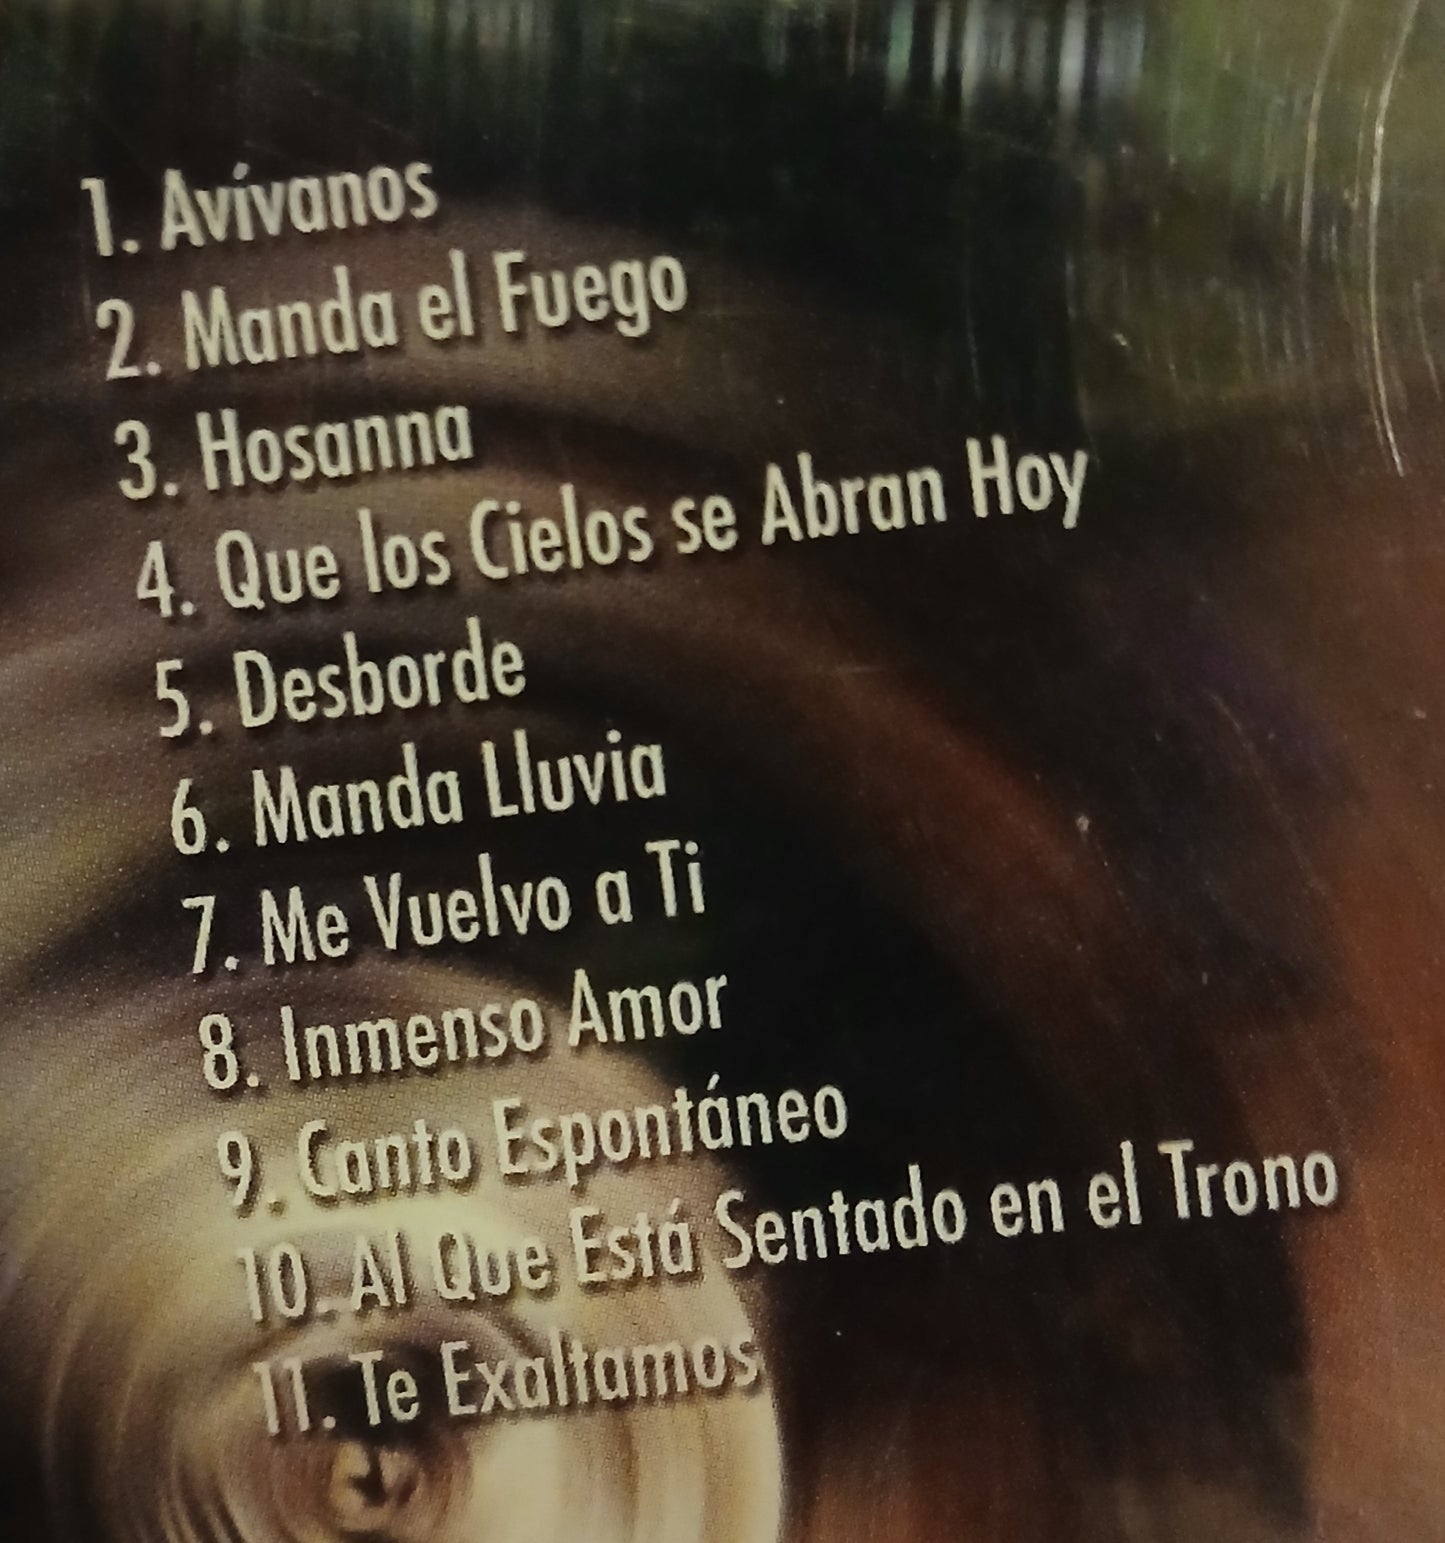 1. Avívanos
2. Manda el Fuego
3. Hosanna
4. Que los Cielos se Abran Hoy
5. Desborde
6. Manda Lluvia
7. Me Vuelvo a Ti
8. Inmenso Amor
9. Canto Espontáneo
10. Al Que Está Sentado en el Trono
11. Te Exaltamos